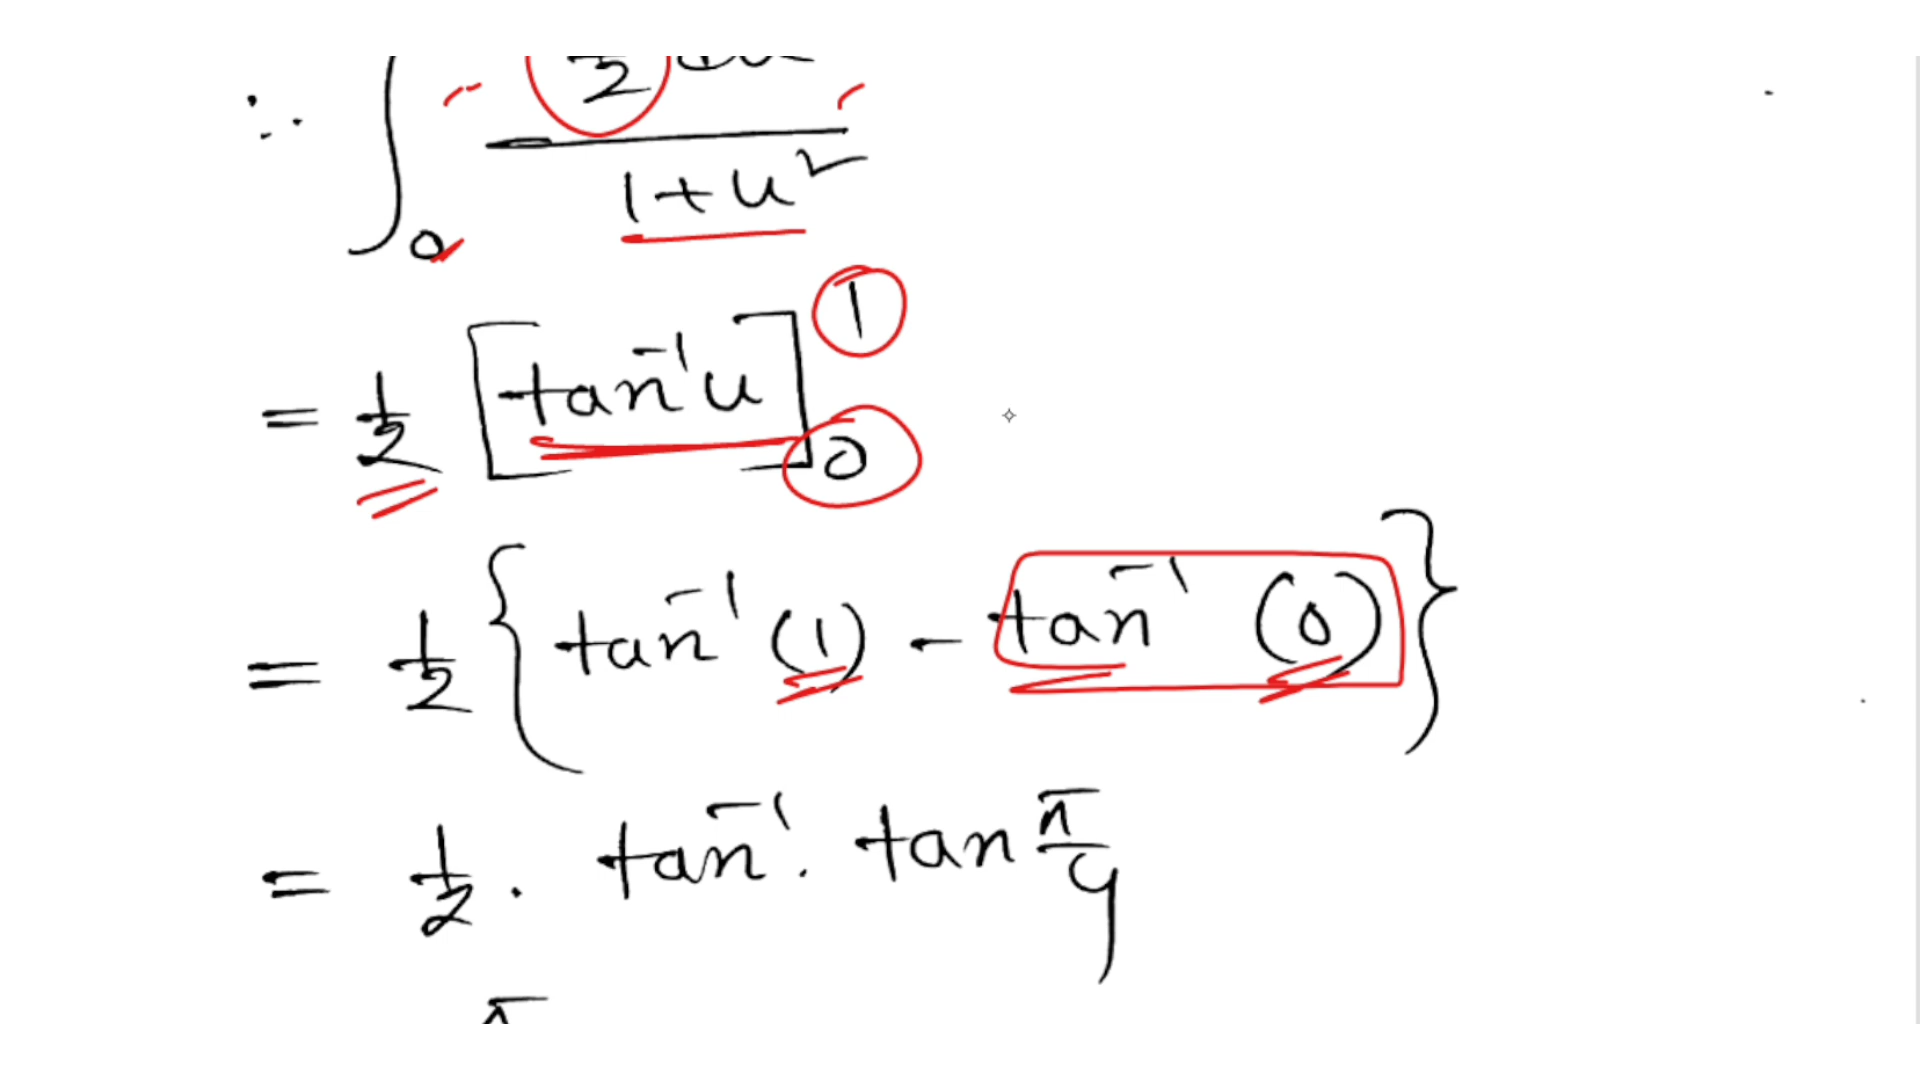 ∵ ∫₀ 2 / 1+u²
= 1/2 [tan⁻¹u]₀¹
= 1/2 {tan⁻¹(1) - tan⁻¹(0)}
= 1/2 . tan⁻¹. tan π/4
π